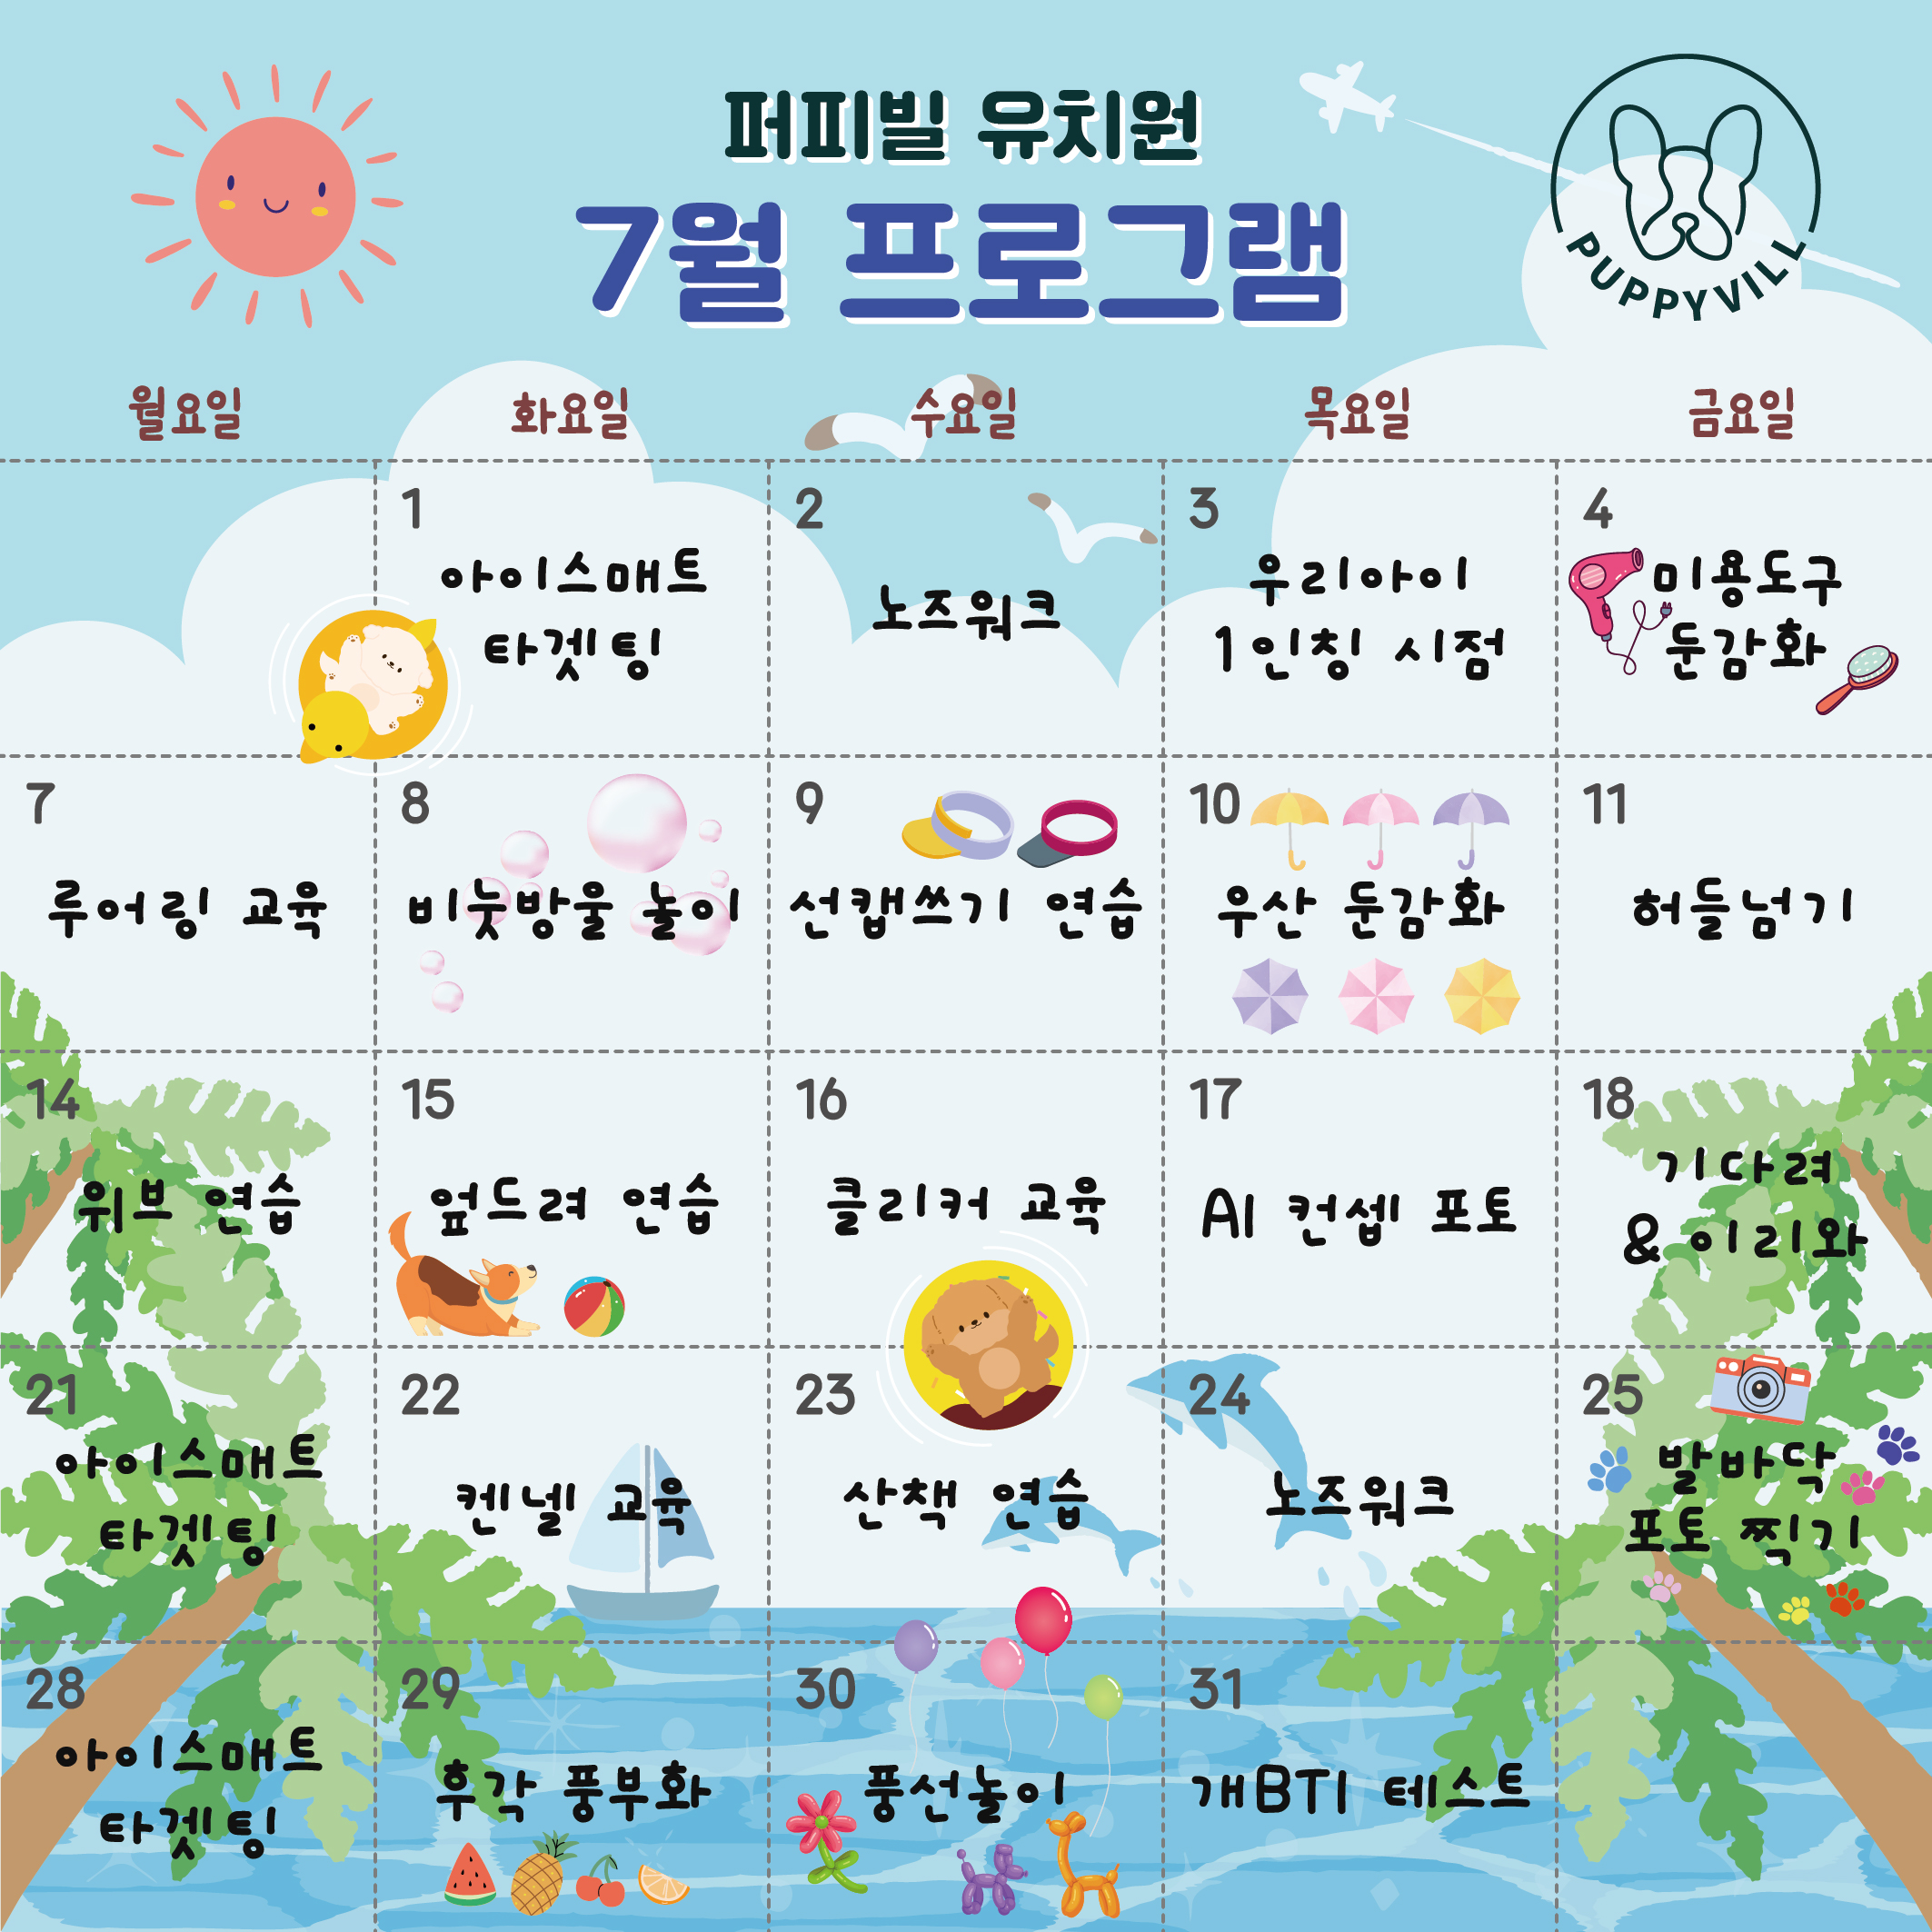 퍼피빌 유치원
7월 프로그램
PUPPYVILL
월요일 화요일 수요일 목요일 금요일
1
아이스매트
타겟팅
2
노즈워크
3
우리아이
1인칭 시점
4
미용도구
둔감화
7
루어링 교육
8
비눗방울 놀이
9
선캡쓰기 연습
10
우산 둔감화
11
허들넘기
14
위브 연습
15
엎드려 연습
16
클리커 교육
17
AI 컨셉 포토
18
기다려
& 이리와
21
아이스매트
타겟팅
22
켄넬 교육
23
산책 연습
24
노즈워크
25
발바닥
포토 찍기
28
아이스매트
타겟팅
29
후각 풍부화
30
풍선놀이
31
개BTI 테스트